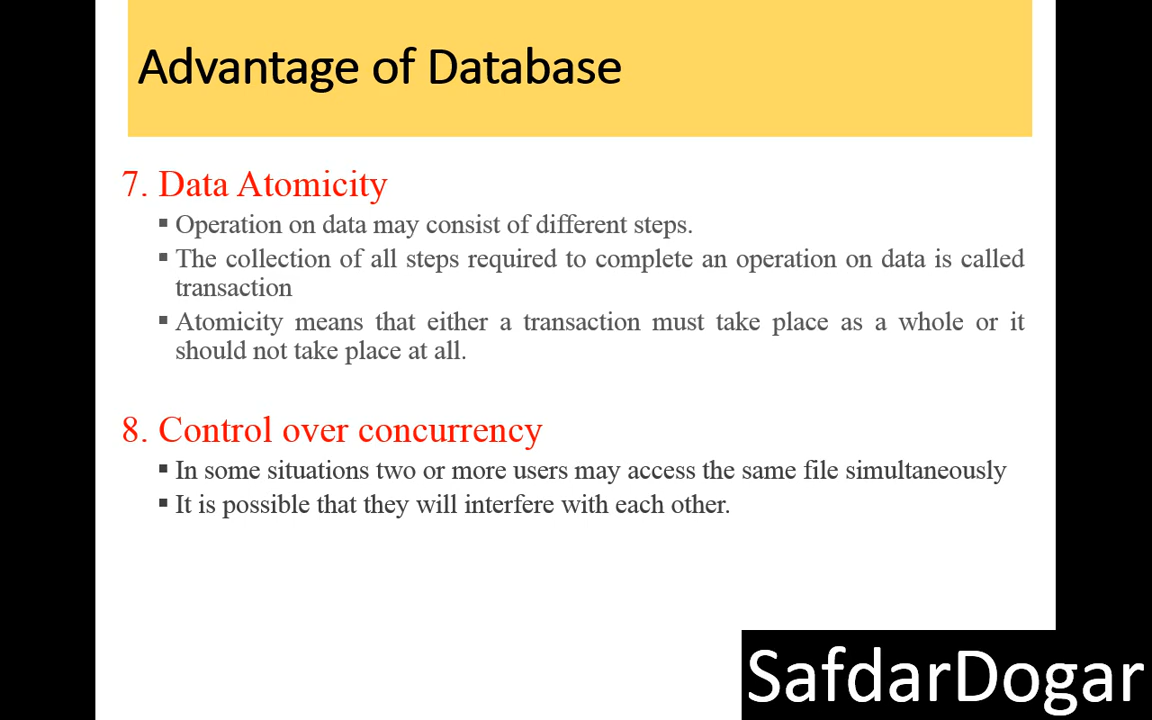 Advantage of Database
7. Data Atomicity
▪ Operation on data may consist of different steps.
▪ The collection of all steps required to complete an operation on data is called
transaction
▪ Atomicity means that either a transaction must take place as a whole or it
should not take place at all.
8. Control over concurrency
▪ In some situations two or more users may access the same file simultaneously
▪ It is possible that they will interfere with each other.
SafdarDogar